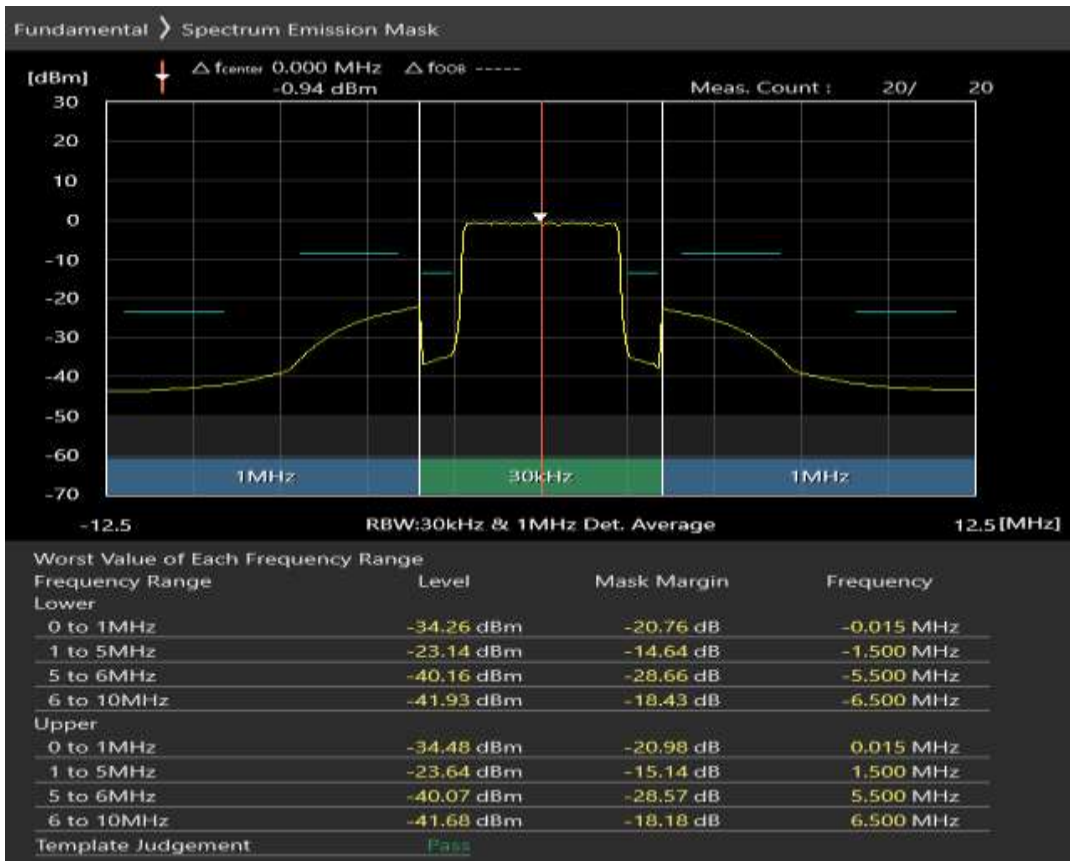 Fundamental ❯ Spectrum Emission Mask
[dBm] △ fcenter 0.000 MHz △ fOOB -----
-0.94 dBm Meas. Count : 20/ 20
30
20
10
0
-10
-20
-30
-40
-50
-60
1MHz 30kHz 1MHz
-70
-12.5 RBW:30kHz & 1MHz Det. Average 12.5 [MHz]
Worst Value of Each Frequency Range
Frequency Range Level Mask Margin Frequency
Lower
0 to 1MHz -34.26 dBm -20.76 dB -0.015 MHz
1 to 5MHz -23.14 dBm -14.64 dB -1.500 MHz
5 to 6MHz -40.16 dBm -28.66 dB -5.500 MHz
6 to 10MHz -41.93 dBm -18.43 dB -6.500 MHz
Upper
0 to 1MHz -34.48 dBm -20.98 dB 0.015 MHz
1 to 5MHz -23.64 dBm -15.14 dB 1.500 MHz
5 to 6MHz -40.07 dBm -28.57 dB 5.500 MHz
6 to 10MHz -41.68 dBm -18.18 dB 6.500 MHz
Template Judgement Pass